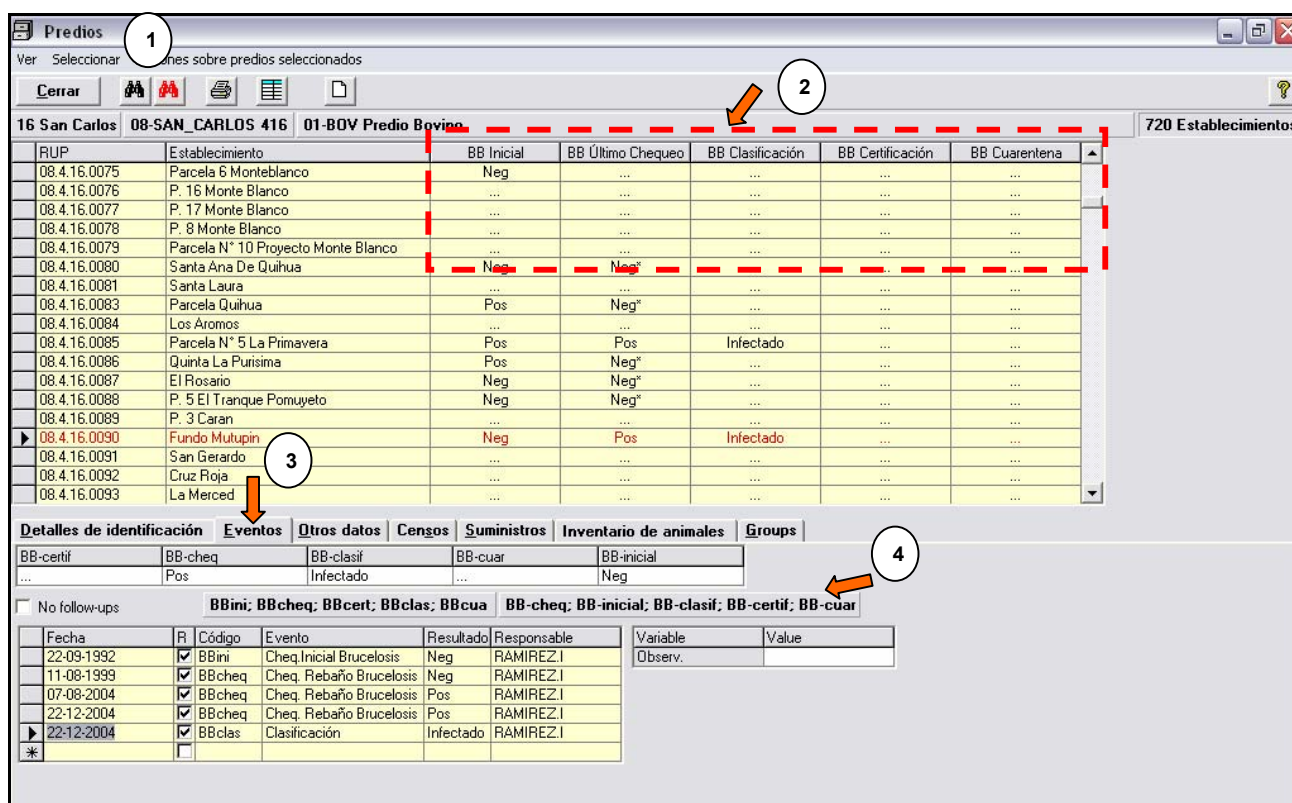 Predios
1
Ver Seleccionar ones sobre predios seleccionados
Cerrar
2
16 San Carlos 08-SAN_CARLOS 416 01-BOV Predio Bovino 720 Establecimientos
RUP Establecimiento BB Inicial BB Último Chequeo BB Clasificación BB Certificación BB Cuarentena
08.4.16.0075 Parcela 6 Monteblanco Neg ... ... ... ...
08.4.16.0076 P. 16 Monte Blanco ... ... ... ... ...
08.4.16.0077 P. 17 Monte Blanco ... ... ... ... ...
08.4.16.0078 P. 8 Monte Blanco ... ... ... ... ...
08.4.16.0079 Parcela N° 10 Proyecto Monte Blanco ... ... ... ... ...
08.4.16.0080 Santa Ana De Quihua Neg Neg* ... ... ...
08.4.16.0081 Santa Laura ... ... ... ... ...
08.4.16.0083 Parcela Quihua Pos Neg* ... ... ...
08.4.16.0084 Los Aromos ... ... ... ... ...
08.4.16.0085 Parcela N° 5 La Primavera Pos Pos Infectado ... ...
08.4.16.0086 Quinta La Purisima Pos Neg* ... ... ...
08.4.16.0087 El Rosario Neg Neg* ... ... ...
08.4.16.0088 P. 5 El Tranque Pomuyeto Neg Neg* ... ... ...
08.4.16.0089 P. 3 Caran ... ... ... ... ...
08.4.16.0090 Fundo Mutupin Neg Pos Infectado ... ...
08.4.16.0091 San Gerardo ... ... ... ... ...
08.4.16.0092 Cruz Roja ... ... ... ... ...
08.4.16.0093 La Merced ... ... ... ... ...
3
Detalles de identificación Eventos Otros datos Censos Suministros Inventario de animales Groups
BB-certif BB-cheq BB-clasif BB-cuar BB-inicial
... Pos Infectado ... Neg
4
No follow-ups BBini; BBcheq; BBcert; BBclas; BBcua BB-cheq; BB-inicial; BB-clasif; BB-certif; BB-cuar
Fecha R Código Evento Resultado Responsable Variable Value
22-09-1992 BBini Cheq.Inicial Brucelosis Neg RAMIREZ.I Observ.
11-08-1999 BBcheq Cheq. Rebaño Brucelosis Neg RAMIREZ.I
07-08-2004 BBcheq Cheq. Rebaño Brucelosis Pos RAMIREZ.I
22-12-2004 BBcheq Cheq. Rebaño Brucelosis Pos RAMIREZ.I
22-12-2004 BBclas Clasificación Infectado RAMIREZ.I